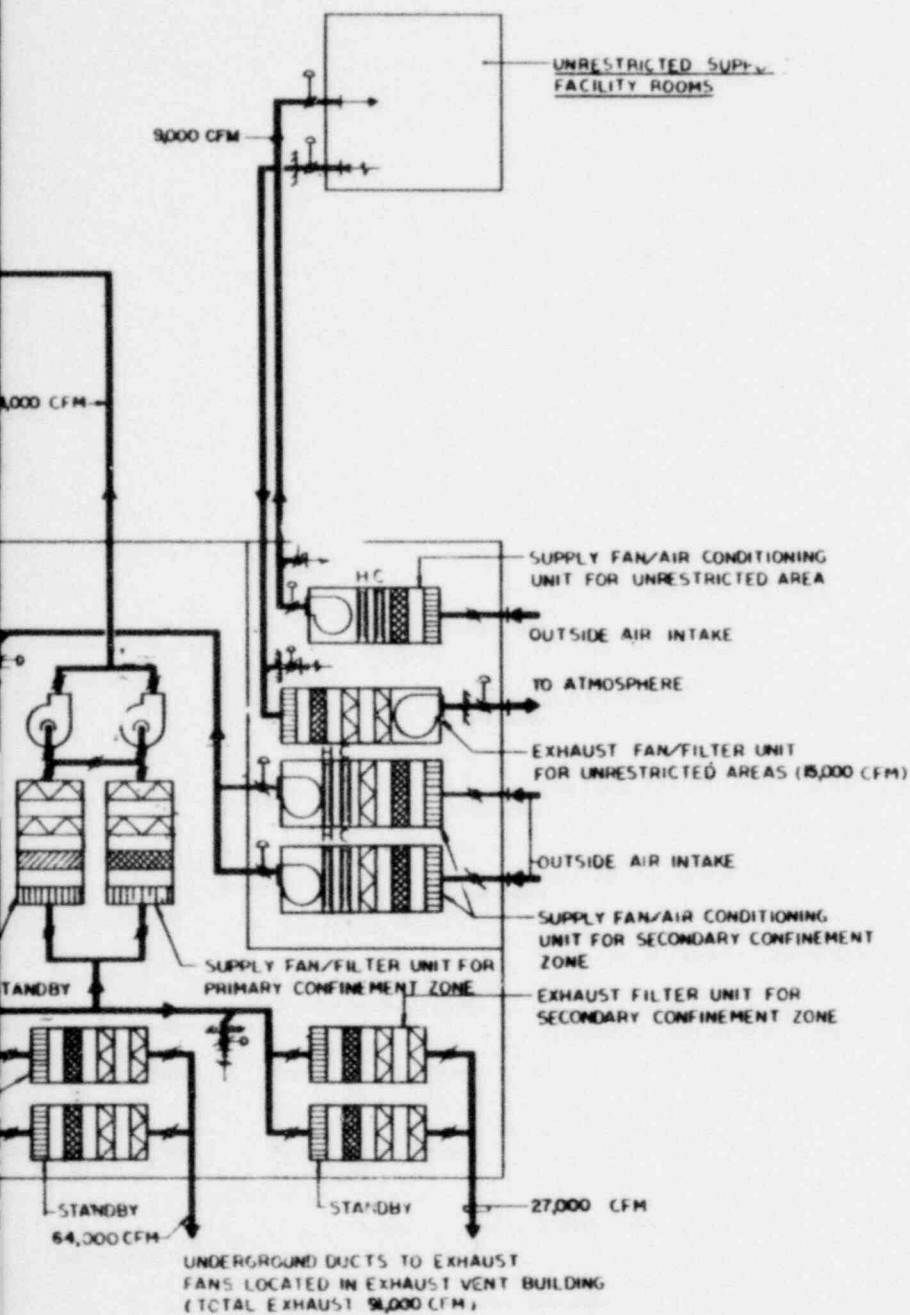 UNRESTRICTED
FACILITY ROOMS
9,000 CFM
,000 CFM
SUPPLY FAN/AIR CONDITIONING
UNIT FOR UNRESTRICTED AREA
H C
OUTSIDE AIR INTAKE
TO ATMOSPHERE
EXHAUST FAN/FILTER UNIT
FOR UNRESTRICTED AREAS (15,000 CFM)
H C
H C
OUTSIDE AIR INTAKE
SUPPLY FAN/AIR CONDITIONING
UNIT FOR SECONDARY CONFINEMENT
ZONE
SUPPLY FAN/FILTER UNIT FOR
PRIMARY CONFINEMENT ZONE
TANDBY
EXHAUST FILTER UNIT FOR
SECONDARY CONFINEMENT ZONE
STANDBY
64,000 CFM
STANDBY
27,000 CFM
UNDERGROUND DUCTS TO EXHAUST
FANS LOCATED IN EXHAUST VENT BUILDING
(TOTAL EXHAUST 91,000 CFM)